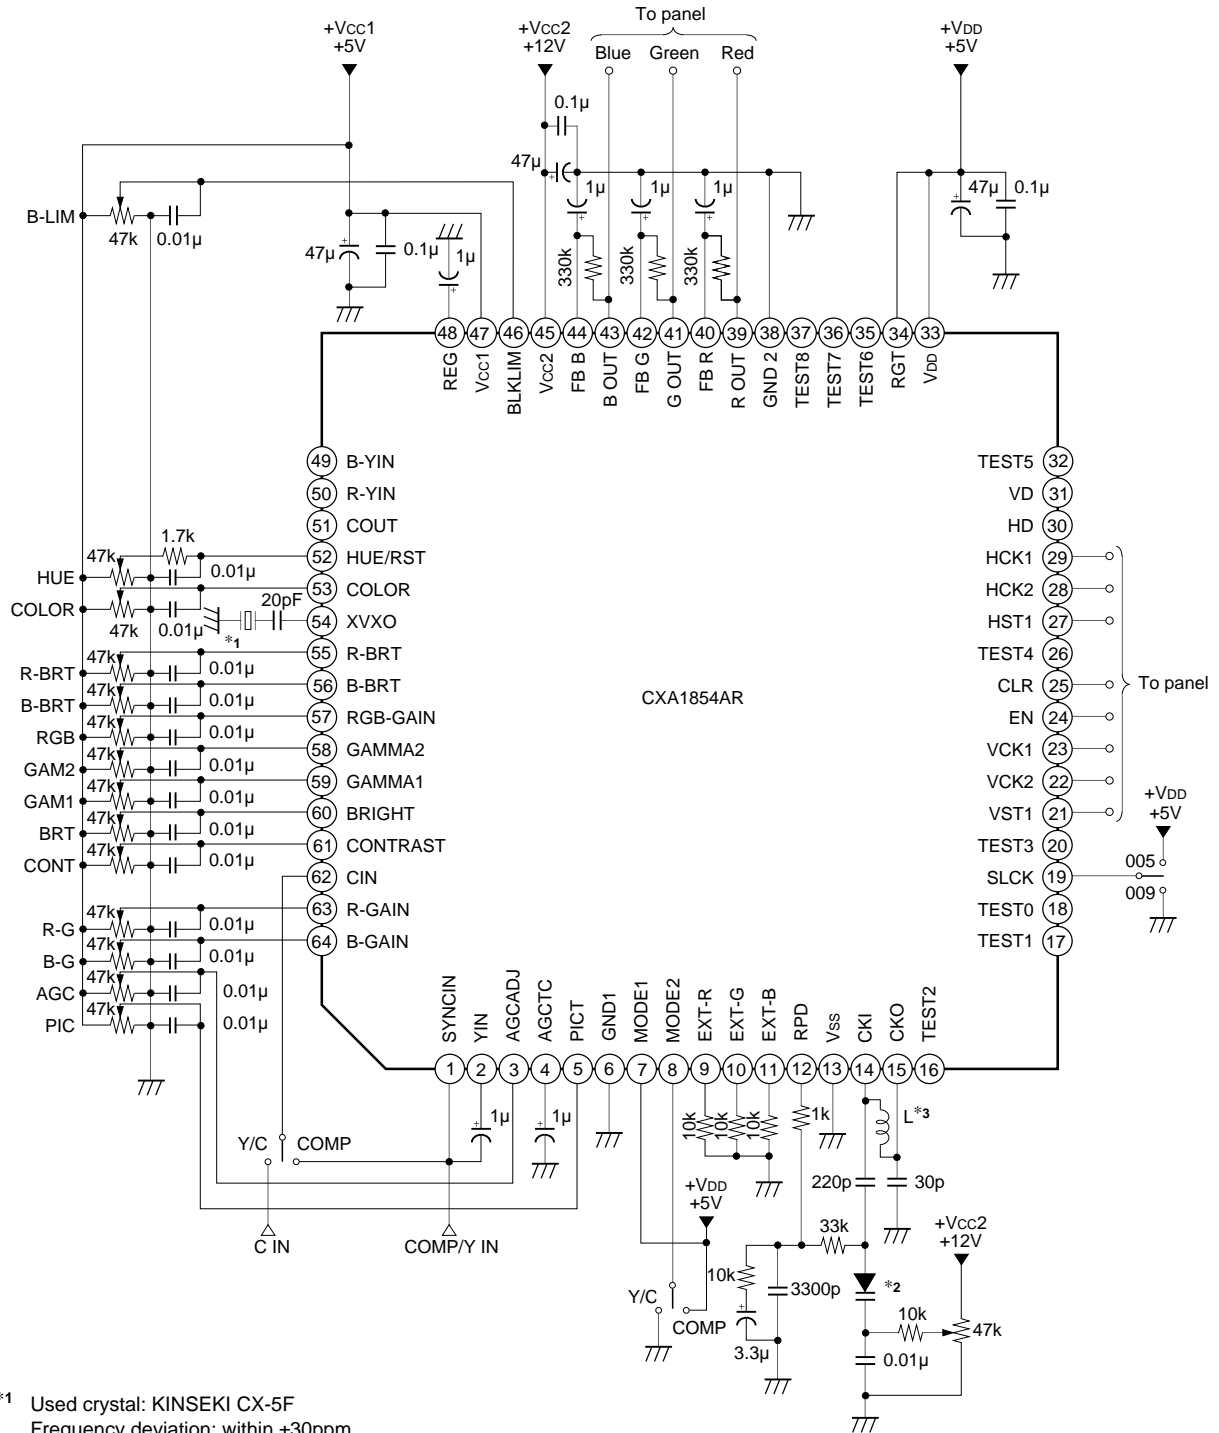 To panel
+VCC1
+5V
+VCC2
+12V
+VDD
+5V
Blue
Green
Red
0.1μ
47μ
1μ
1μ
1μ
47μ
0.1μ
B-LIM
47k
0.01μ
47μ
0.1μ
1μ
330k
330k
330k
48
47
46
45
44
43
42
41
40
39
38
37
36
35
34
33
REG
VCC1
BLKLIM
VCC2
FB B
B OUT
FB G
G OUT
FB R
R OUT
GND 2
TEST8
TEST7
TEST6
RGT
VDD
49 B-YIN
50 R-YIN
51 COUT
52 HUE/RST
53 COLOR
54 XVXO
55 R-BRT
56 B-BRT
57 RGB-GAIN
58 GAMMA2
59 GAMMA1
60 BRIGHT
61 CONTRAST
62 CIN
63 R-GAIN
64 B-GAIN
TEST5 32
VD 31
HD 30
HCK1 29
HCK2 28
HST1 27
TEST4 26
CLR 25
EN 24
VCK1 23
VCK2 22
VST1 21
TEST3 20
SLCK 19
TEST0 18
TEST1 17
To panel
+VDD
+5V
005
009
CXA1854AR
1.7k
HUE 47k 0.01μ
COLOR 47k 0.01μ
*1
20pF
R-BRT 47k 0.01μ
B-BRT 47k 0.01μ
RGB 47k 0.01μ
GAM2 47k 0.01μ
GAM1 47k 0.01μ
BRT 47k 0.01μ
CONT 47k 0.01μ
R-G 47k 0.01μ
B-G 47k 0.01μ
AGC 47k 0.01μ
PIC 47k 0.01μ
SYNCIN
YIN
AGCADJ
AGCTC
PICT
GND1
MODE1
MODE2
EXT-R
EXT-G
EXT-B
RPD
VSS
CKI
CKO
TEST2
1
2
3
4
5
6
7
8
9
10
11
12
13
14
15
16
1μ
1μ
10k
10k
10k
1k
L*3
Y/C
COMP
C IN
COMP/Y IN
+VDD
+5V
220p
30p
33k
+VCC2
+12V
10k
3300p
*2
Y/C
COMP
3.3μ
10k
47k
0.01μ
*1 Used crystal: KINSEKI CX-5F
Frequency deviation: within ±30ppm